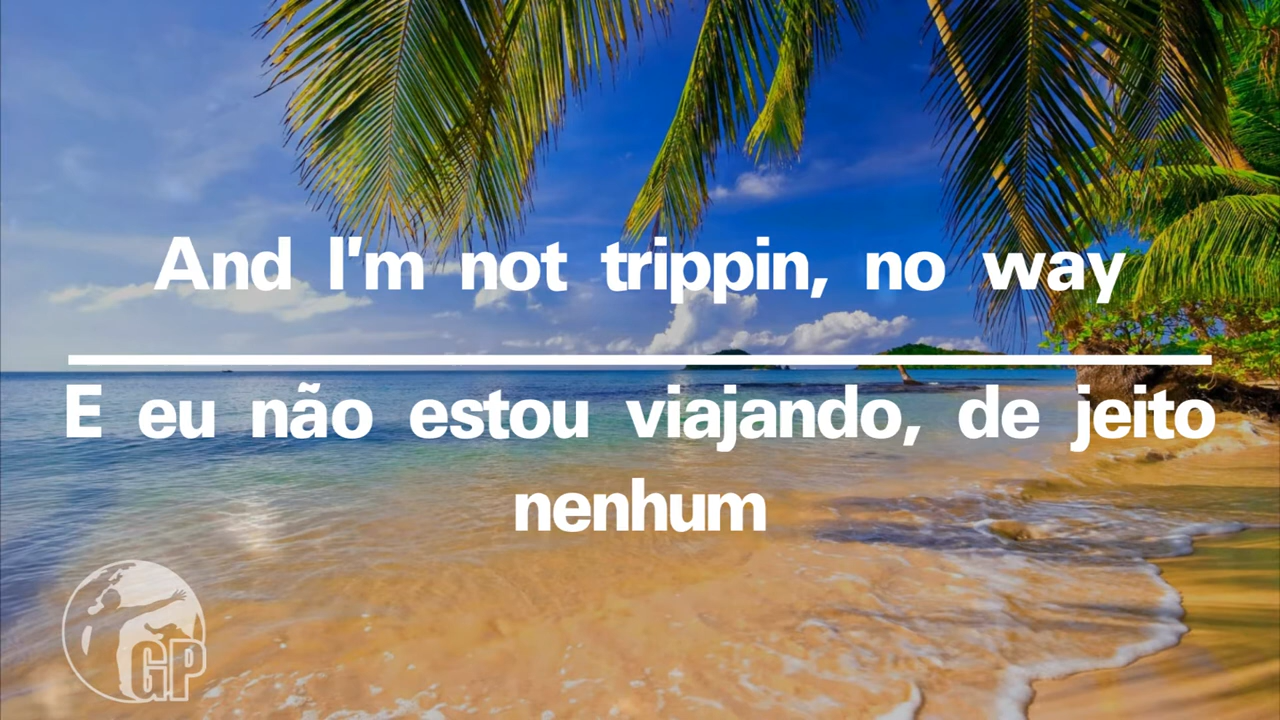 And I'm not trippin, no way
E eu não estou viajando, de jeito
nenhum
GP